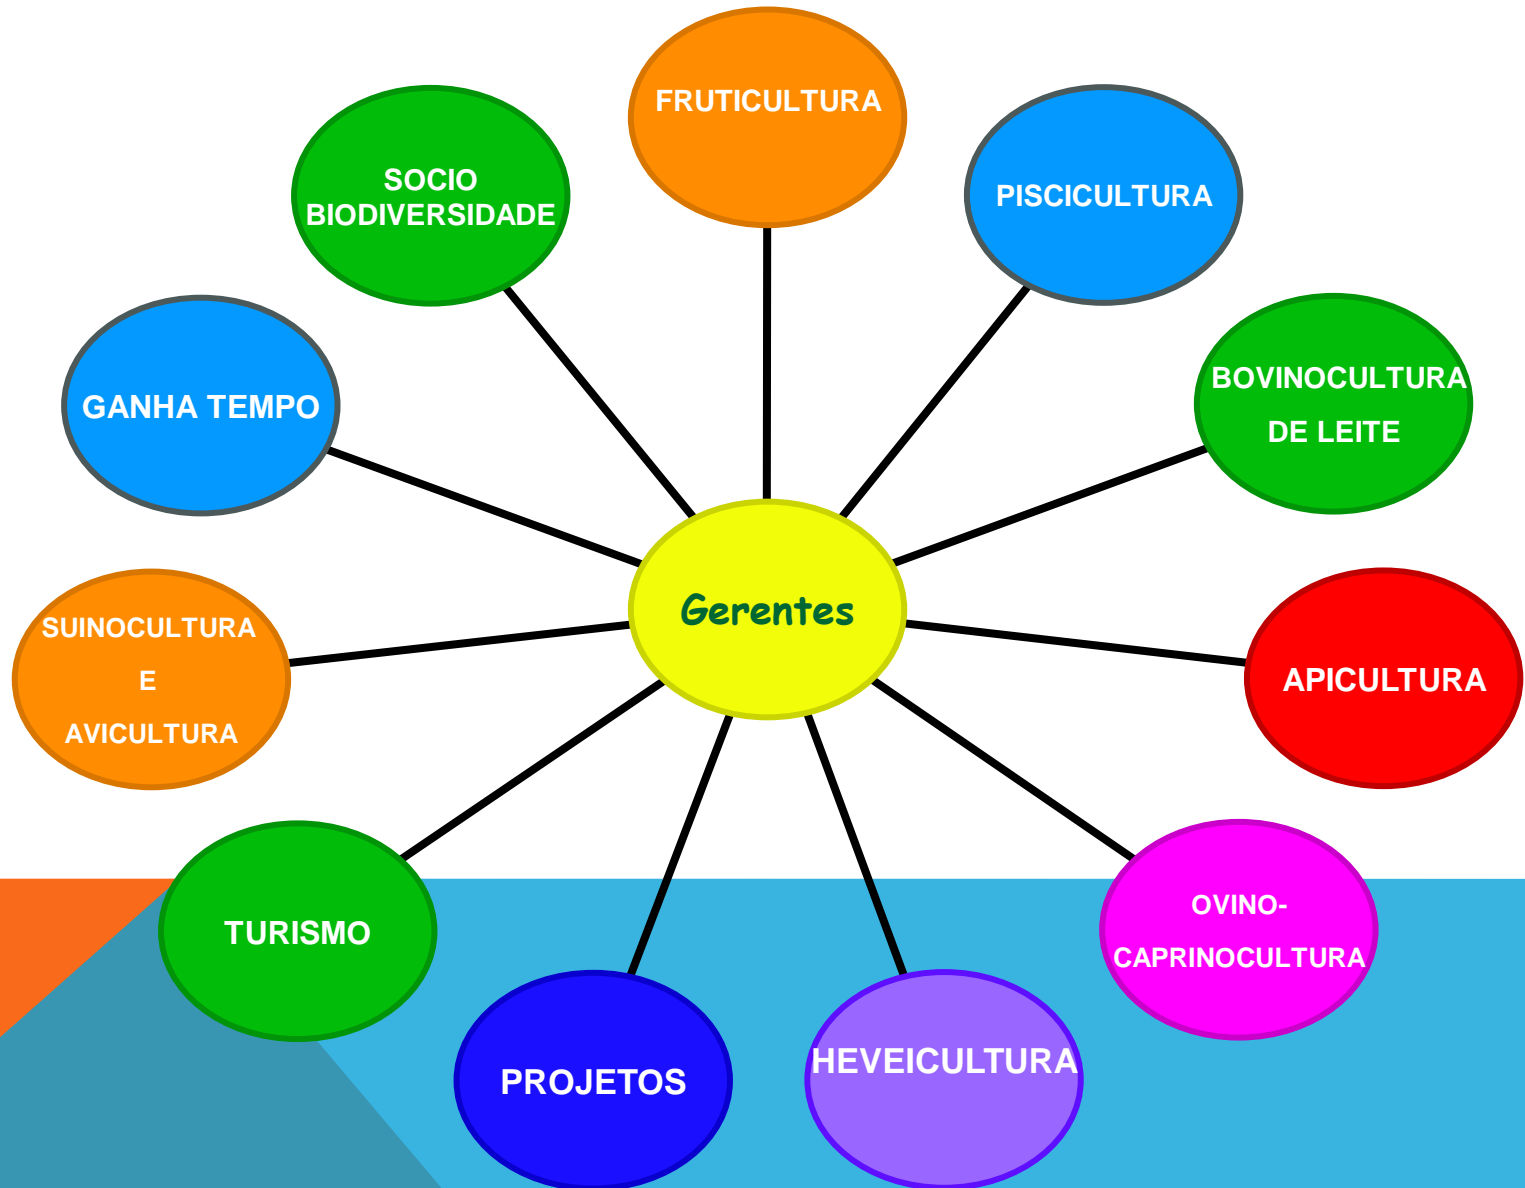 FRUTICULTURA
PISCICULTURA
SOCIO
BIODIVERSIDADE
BOVINOCULTURA
DE LEITE
GANHA TEMPO
Gerentes
SUINOCULTURA
E
AVICULTURA
APICULTURA
TURISMO
OVINO-
CAPRINOCULTURA
PROJETOS
HEVEICULTURA